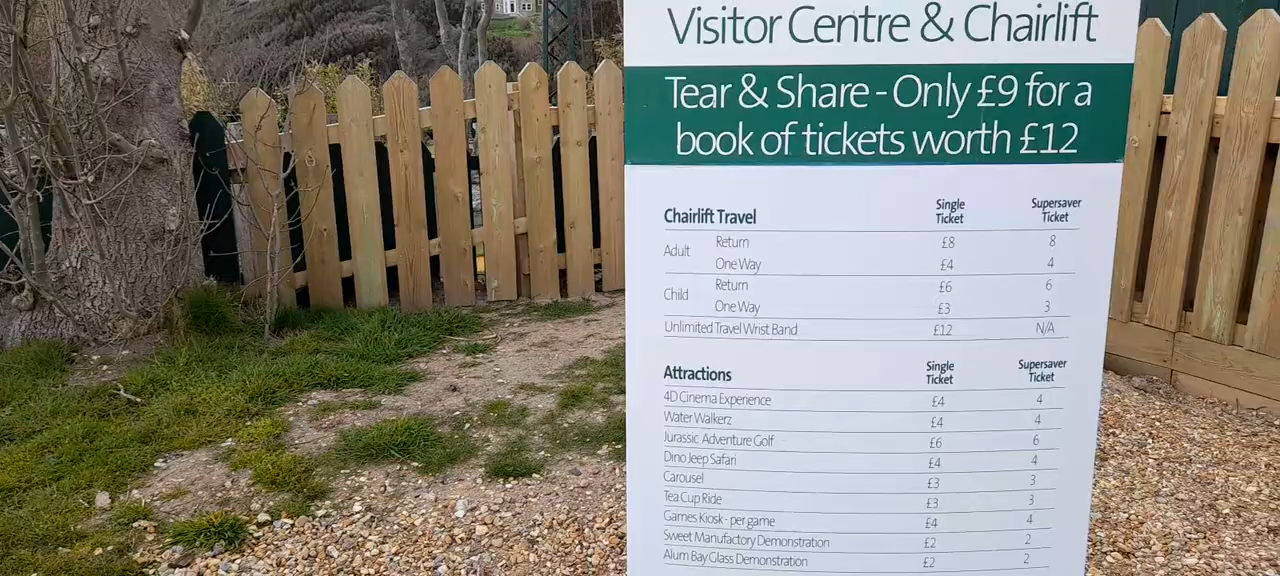 Visitor Centre & Chairlift
Tear & Share - Only £9 for a
book of tickets worth £12
Chairlift Travel Single Ticket Supersaver Ticket
Adult Return £8 8
One Way £4 4
Child Return £6 6
One Way £3 3
Unlimited Travel Wrist Band £12 N/A
Attractions Single Ticket Supersaver Ticket
4D Cinema Experience £4 4
Water Walkerz £4 4
Jurassic Adventure Golf £6 6
Dino Jeep Safari £4 4
Carousel £3 3
Tea Cup Ride £3 3
Games Kiosk - per game £4 4
Sweet Manufactory Demonstration £2 2
Alum Bay Glass Demonstration £2 2